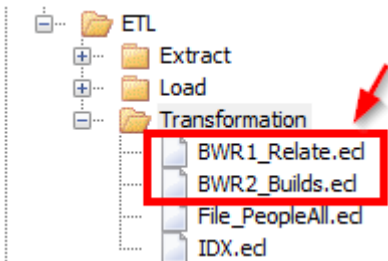 ETL
Extract
Load
Transformation
BWR1_Relate.ecl
BWR2_Builds.ecl
File_PeopleAll.ecl
IDX.ecl